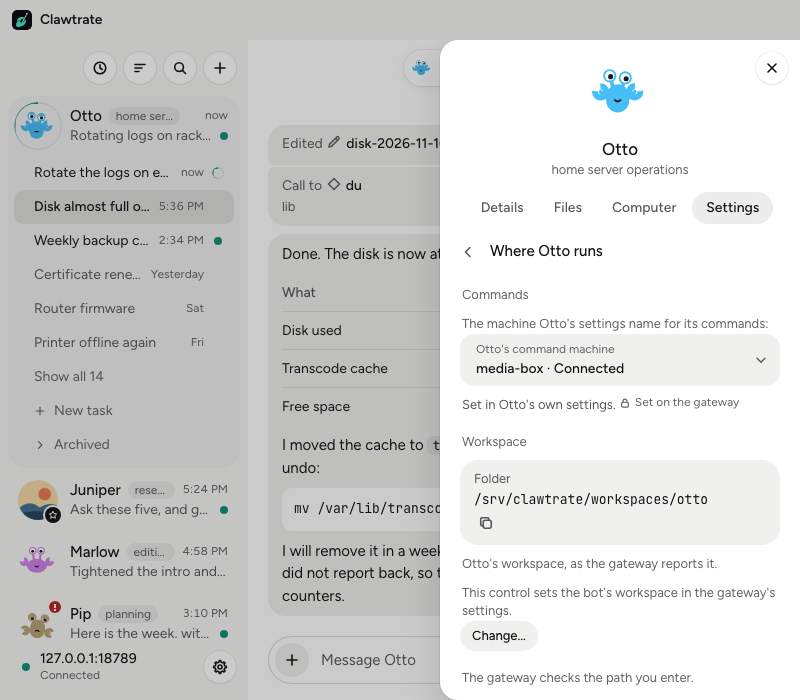 Clawtrate
Otto home ser... now
Rotating logs on rack...
Rotate the logs on e... now
Disk almost full o... 5:36 PM
Weekly backup c... 2:34 PM
Certificate rene... Yesterday
Router firmware Sat
Printer offline again Fri
Show all 14
New task
Archived
Juniper rese... 5:24 PM
Ask these five, and g...
Marlow editi... 4:58 PM
Tightened the intro and...
Pip planning 3:10 PM
Here is the week. wit...
127.0.0.1:18789
Connected
Edited disk-2026-11-1
Call to du
lib
Done. The disk is now at
What
Disk used
Transcode cache
Free space
I moved the cache to t
undo:
mv /var/lib/transco
I will remove it in a week
did not report back, so t
counters.
Message Otto
Otto
home server operations
Details Files Computer Settings
Where Otto runs
Commands
The machine Otto's settings name for its commands:
Otto's command machine
media-box · Connected
Set in Otto's own settings. Set on the gateway
Workspace
Folder
/srv/clawtrate/workspaces/otto
Otto's workspace, as the gateway reports it.
This control sets the bot's workspace in the gateway's
settings.
Change...
The gateway checks the path you enter.